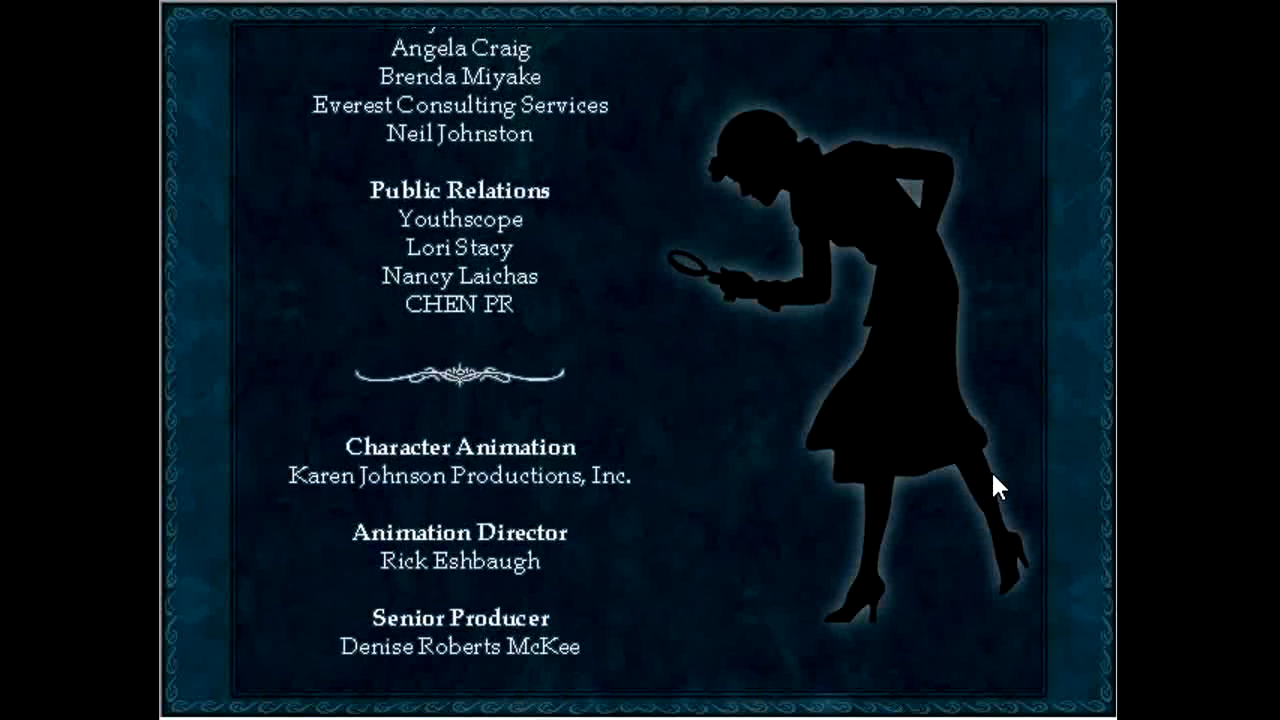 Angela Craig
Brenda Miyake
Everest Consulting Services
Neil Johnston
Public Relations
Youthscope
Lori Stacy
Nancy Laichas
CHEN PR
Character Animation
Karen Johnson Productions, Inc.
Animation Director
Rick Eshbaugh
Senior Producer
Denise Roberts McKee